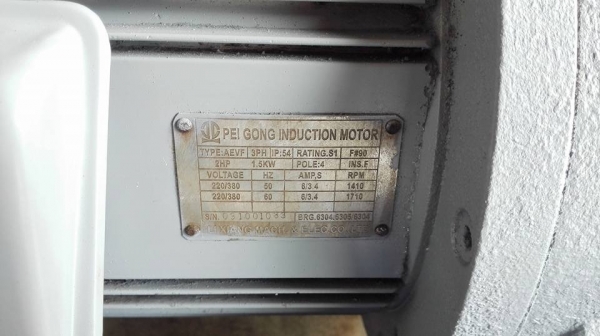 PEI GONG INDUCTION MOTOR
TYPE:AEVF 3PH IP:54 RATING.S1 F#90
2HP 1.5KW POLE:4 INS.F
VOLTAGE HZ AMP.S RPM
220/380 50 6/3.4 1410
220/380 60 6/3.4 1710
S/N. BRG.6304.6305/6304